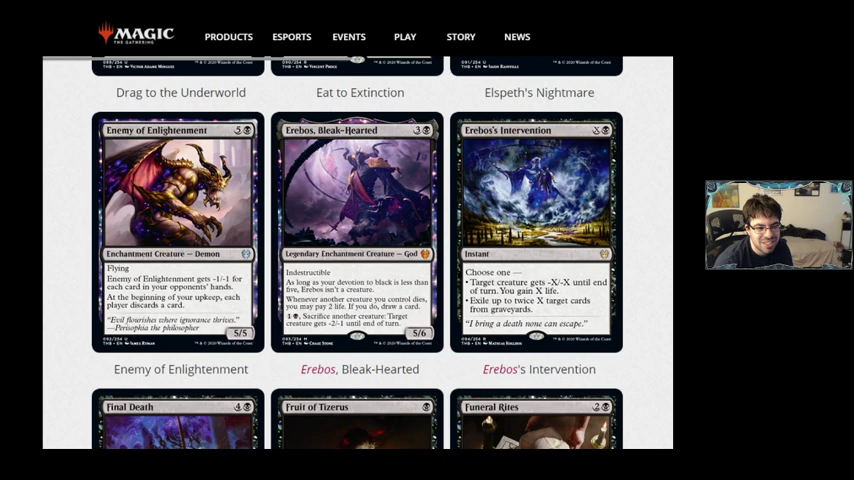 MAGIC
THE GATHERING
PRODUCTS
ESPORTS
EVENTS
PLAY
STORY
NEWS
Drag to the Underworld
Eat to Extinction
Elspeth's Nightmare
Enemy of Enlightenment 5
Enchantment Creature — Demon
Flying
Enemy of Enlightenment gets -1/-1 for
each card in your opponents' hands.
At the beginning of your upkeep, each
player discards a card.
"Evil flourishes where ignorance thrives."
—Perisophia the philosopher
5/5
Erebos, Bleak-Hearted 3
Legendary Enchantment Creature — God
Indestructible
As long as your devotion to black is less than
five, Erebos isn't a creature.
Whenever another creature you control dies,
you may pay 2 life. If you do, draw a card.
1, Sacrifice another creature: Target
creature gets -2/-1 until end of turn.
5/6
Erebos's Intervention X
Instant
Choose one —
•Target creature gets -X/-X until end
of turn. You gain X life.
•Exile up to twice X target cards
from graveyards.
"I bring a death none can escape."
Enemy of Enlightenment
Erebos, Bleak-Hearted
Erebos's Intervention
Final Death 4
Fruit of Tizerus
Funeral Rites 2